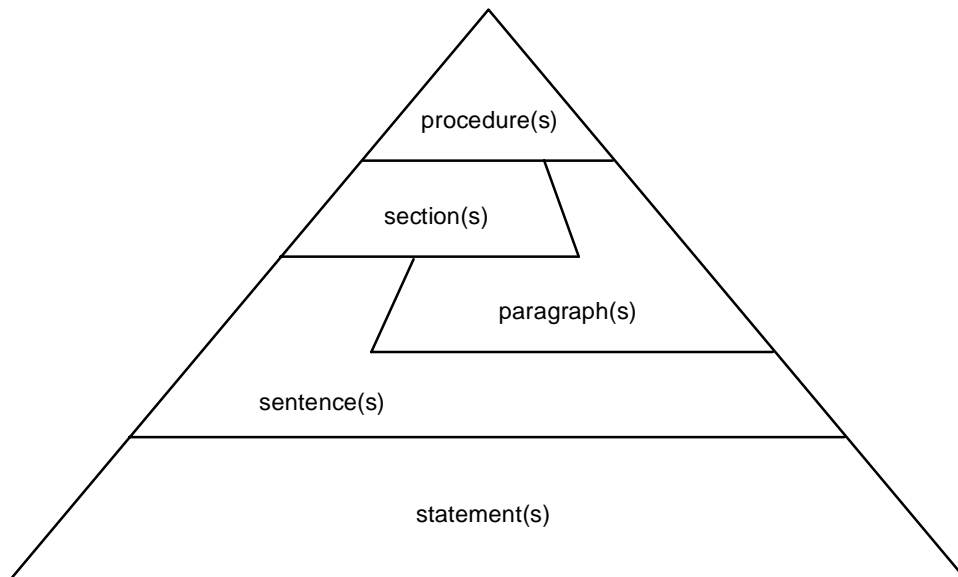 procedure(s)
section(s)
paragraph(s)
sentence(s)
statement(s)